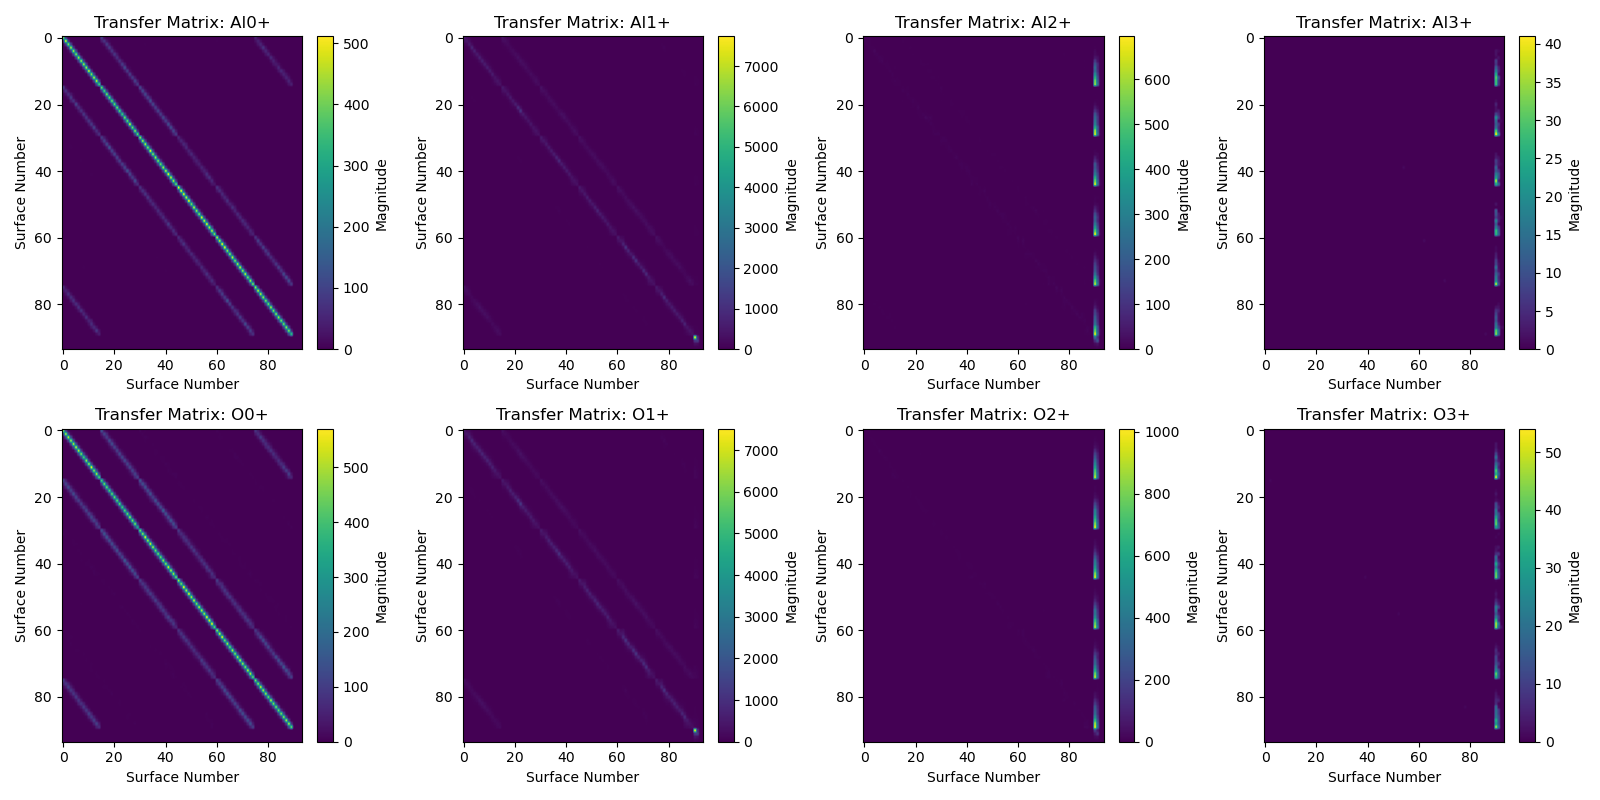 Transfer Matrix: Al0+
0
20
40
60
80
0 20 40 60 80
Surface Number
Surface Number
500
400
300
200
100
0
Magnitude
Transfer Matrix: Al1+
0
20
40
60
80
0 20 40 60 80
Surface Number
Surface Number
7000
6000
5000
4000
3000
2000
1000
0
Magnitude
Transfer Matrix: Al2+
0
20
40
60
80
0 20 40 60 80
Surface Number
Surface Number
600
500
400
300
200
100
0
Magnitude
Transfer Matrix: Al3+
0
20
40
60
80
0 20 40 60 80
Surface Number
Surface Number
40
35
30
25
20
15
10
5
0
Magnitude
Transfer Matrix: O0+
0
20
40
60
80
0 20 40 60 80
Surface Number
Surface Number
500
400
300
200
100
0
Magnitude
Transfer Matrix: O1+
0
20
40
60
80
0 20 40 60 80
Surface Number
Surface Number
7000
6000
5000
4000
3000
2000
1000
0
Magnitude
Transfer Matrix: O2+
0
20
40
60
80
0 20 40 60 80
Surface Number
Surface Number
1000
800
600
400
200
0
Magnitude
Transfer Matrix: O3+
0
20
40
60
80
0 20 40 60 80
Surface Number
Surface Number
50
40
30
20
10
0
Magnitude